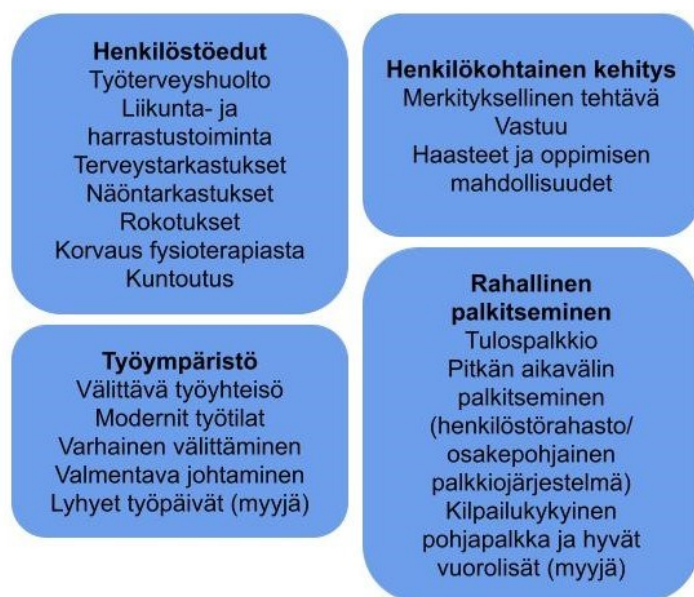 Henkilöstöedut
Työterveyshuolto
Liikunta- ja
harrastustoiminta
Terveystarkastukset
Näöntarkastukset
Rokotukset
Korvaus fysioterapiasta
Kuntoutus
Henkilökohtainen kehitys
Merkityksellinen tehtävä
Vastuu
Haasteet ja oppimisen
mahdollisuudet
Työympäristö
Välittävä työyhteisö
Modernit työtilat
Varhainen välittäminen
Valmentava johtaminen
Lyhyet työpäivät (myyjä)
Rahallinen
palkitseminen
Tulospalkkio
Pitkän aikavälin
palkitseminen
(henkilöstörahasto/
osakepohjainen
palkkiojärjestelmä)
Kilpailukykyinen
pohjapalkka ja hyvät
vuorolisät (myyjä)